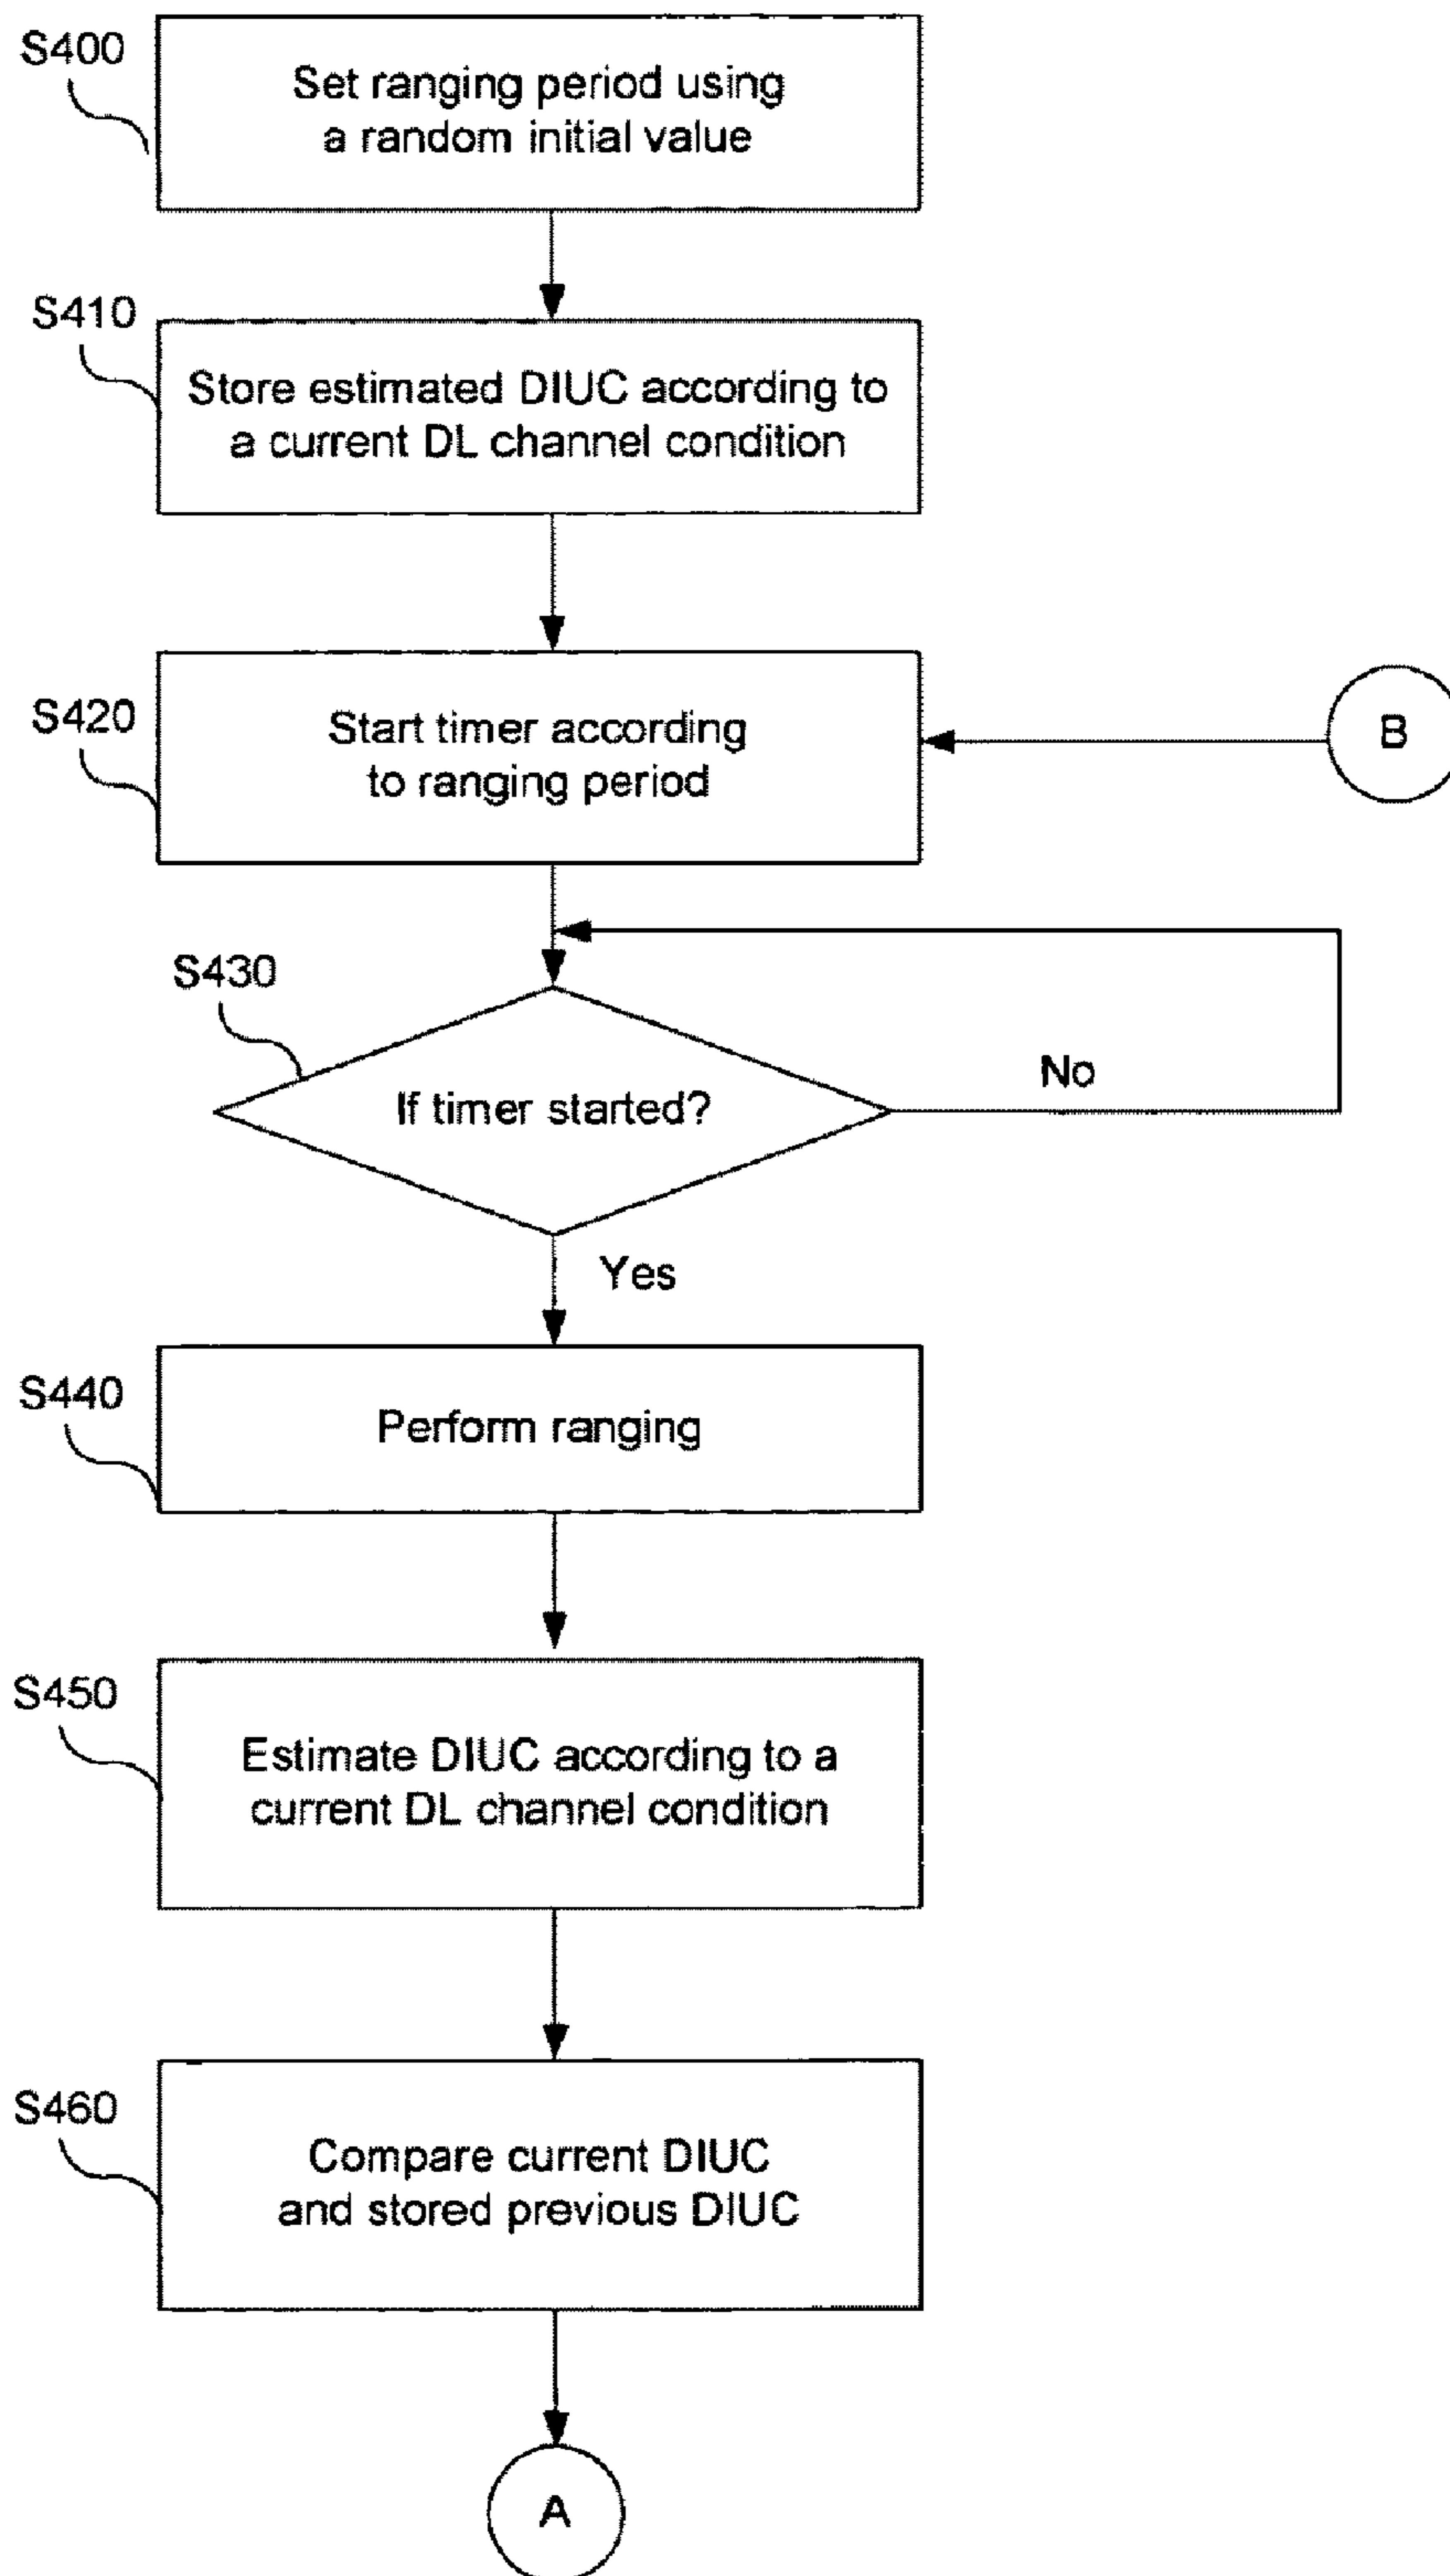 S400
Set ranging period using
a random initial value
S410
Store estimated DIUC according to
a current DL channel condition
S420
Start timer according
to ranging period
B
S430
If timer started?
No
Yes
S440
Perform ranging
S450
Estimate DIUC according to a
current DL channel condition
S460
Compare current DIUC
and stored previous DIUC
A